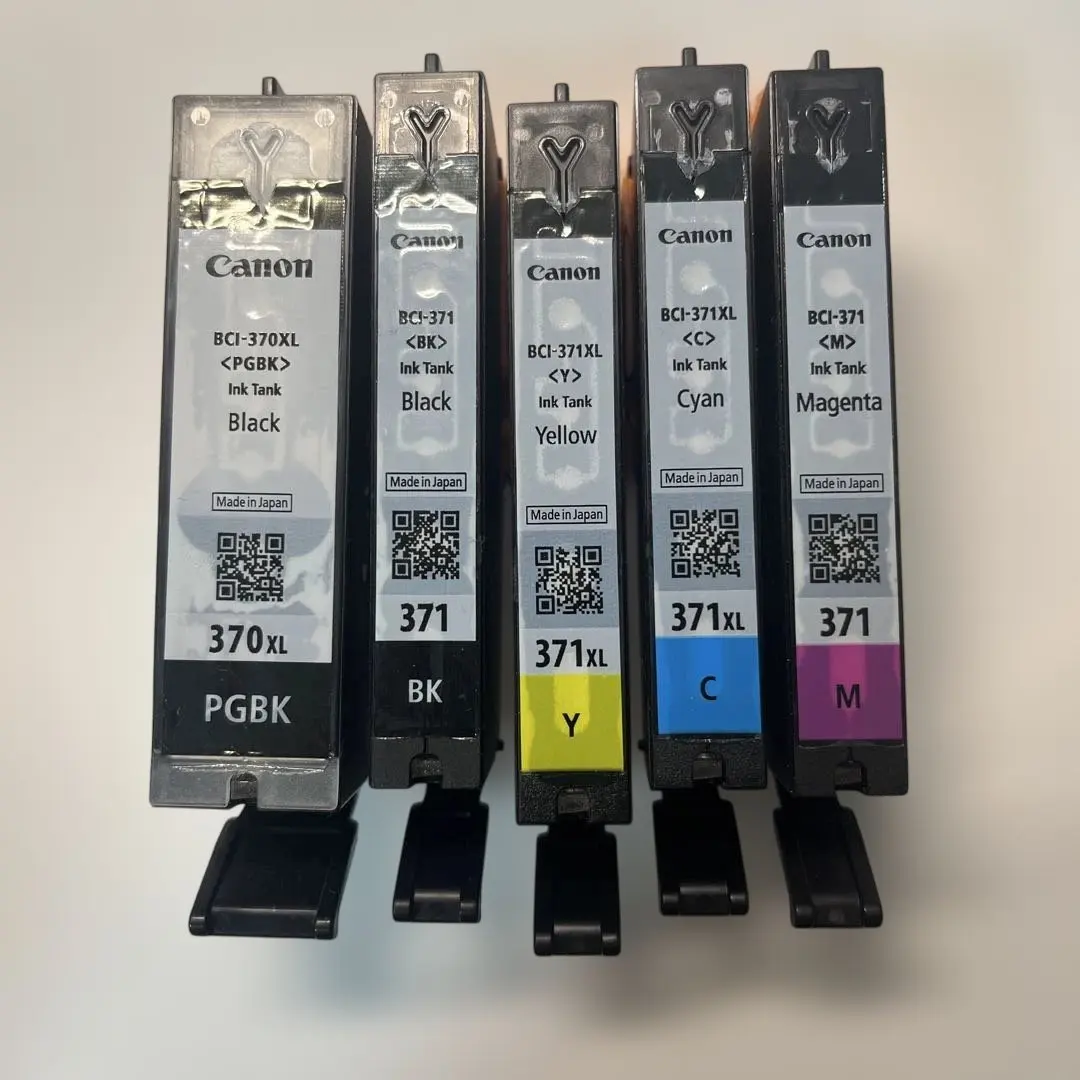 Canon
BCI-370XL
<PGBK>
Ink Tank
Black
Made in Japan
370XL
PGBK
Canon
BCI-371
<BK>
Ink Tank
Black
Made in Japan
371
BK
Canon
BCI-371XL
<Y>
Ink Tank
Yellow
Made in Japan
371XL
Y
Canon
BCI-371XL
<C>
Ink Tank
Cyan
Made in Japan
371XL
C
Canon
BCI-371
<M>
Ink Tank
Magenta
Made in Japan
371
M